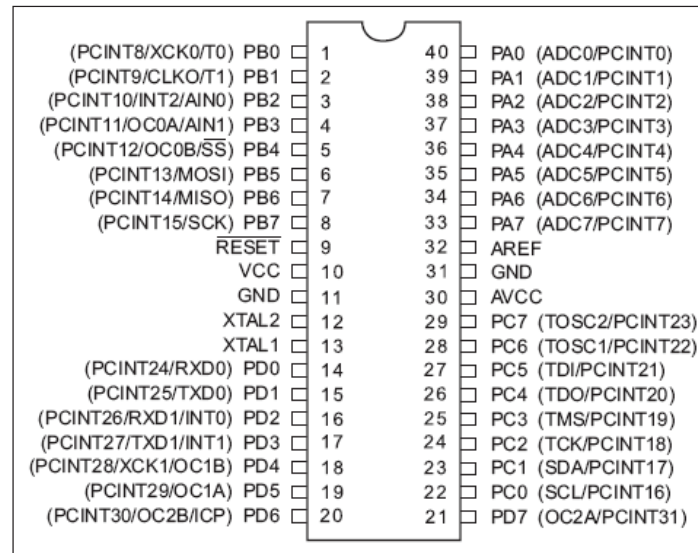 (PCINT8/XCK0/T0) PB0 1 40 PA0 (ADC0/PCINT0)
(PCINT9/CLKO/T1) PB1 2 39 PA1 (ADC1/PCINT1)
(PCINT10/INT2/AIN0) PB2 3 38 PA2 (ADC2/PCINT2)
(PCINT11/OC0A/AIN1) PB3 4 37 PA3 (ADC3/PCINT3)
(PCINT12/OC0B/SS) PB4 5 36 PA4 (ADC4/PCINT4)
(PCINT13/MOSI) PB5 6 35 PA5 (ADC5/PCINT5)
(PCINT14/MISO) PB6 7 34 PA6 (ADC6/PCINT6)
(PCINT15/SCK) PB7 8 33 PA7 (ADC7/PCINT7)
RESET 9 32 AREF
VCC 10 31 GND
GND 11 30 AVCC
XTAL2 12 29 PC7 (TOSC2/PCINT23)
XTAL1 13 28 PC6 (TOSC1/PCINT22)
(PCINT24/RXD0) PD0 14 27 PC5 (TDI/PCINT21)
(PCINT25/TXD0) PD1 15 26 PC4 (TDO/PCINT20)
(PCINT26/RXD1/INT0) PD2 16 25 PC3 (TMS/PCINT19)
(PCINT27/TXD1/INT1) PD3 17 24 PC2 (TCK/PCINT18)
(PCINT28/XCK1/OC1B) PD4 18 23 PC1 (SDA/PCINT17)
(PCINT29/OC1A) PD5 19 22 PC0 (SCL/PCINT16)
(PCINT30/OC2B/ICP) PD6 20 21 PD7 (OC2A/PCINT31)